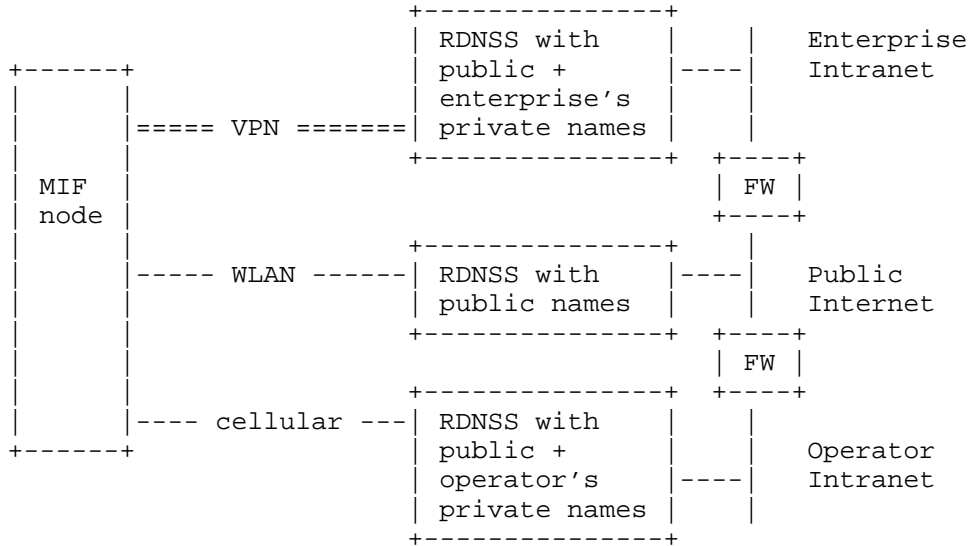 RDNSS with Enterprise
public + Intranet
enterprise's
===== VPN ======= private names
MIF FW
node
----- WLAN ------ RDNSS with ---- Public
public names Internet
FW
---- cellular --- RDNSS with
public + Operator
operator's ---- Intranet
private names